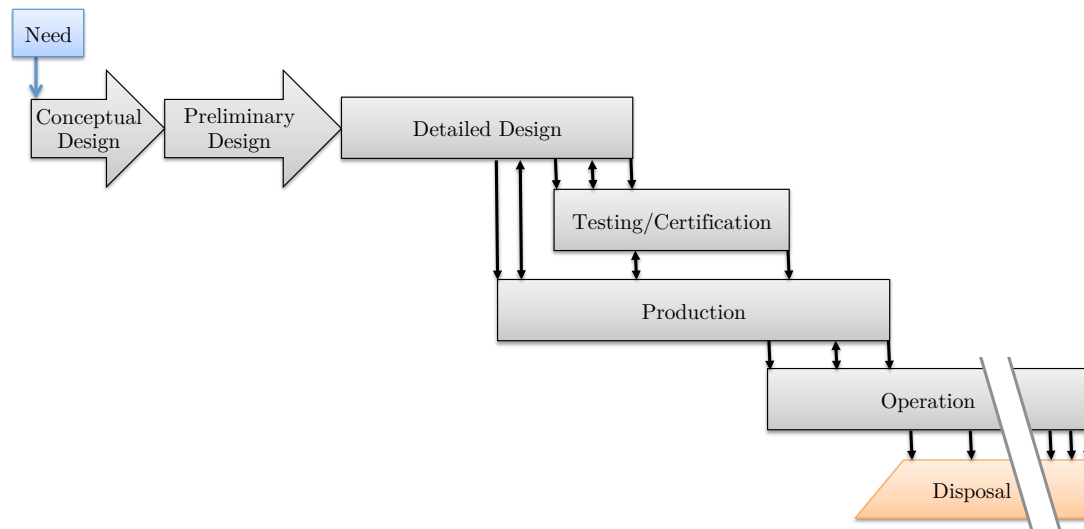 Need
Conceptual
Design
Preliminary
Design
Detailed Design
Testing/Certification
Production
Operation
Disposal